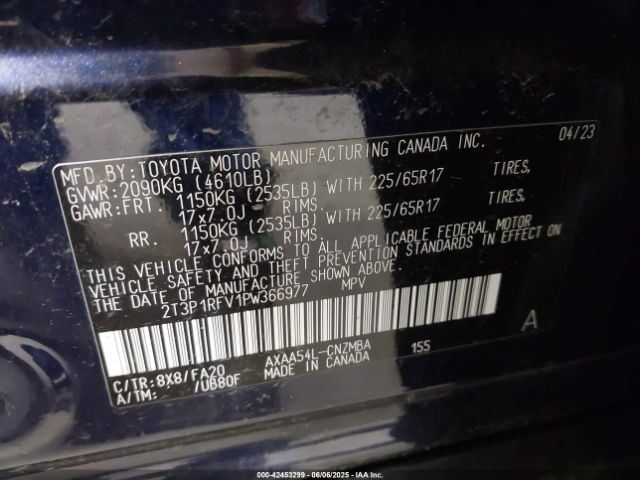 MFD. BY: TOYOTA MOTOR MANUFACTURING CANADA INC. 04/23
GVWR: 2090KG (4610LB)
GAWR: FRT. 1150KG (2535LB) WITH 225/65R17 TIRES,
17x7.0J RIMS.
RR. 1150KG (2535LB) WITH 225/65R17 TIRES,
17x7.0J RIMS.
THIS VEHICLE CONFORMS TO ALL APPLICABLE FEDERAL MOTOR
VEHICLE SAFETY AND THEFT PREVENTION STANDARDS IN EFFECT ON
THE DATE OF MANUFACTURE SHOWN ABOVE.
2T3P1RFV1PW366977 MPV
A
C/TR: 8X8/FA20 AXAA54L-CNZMBA 155
A/TM: /UB80F MADE IN CANADA
000-42453299 - 06/06/2025 - IAA Inc.